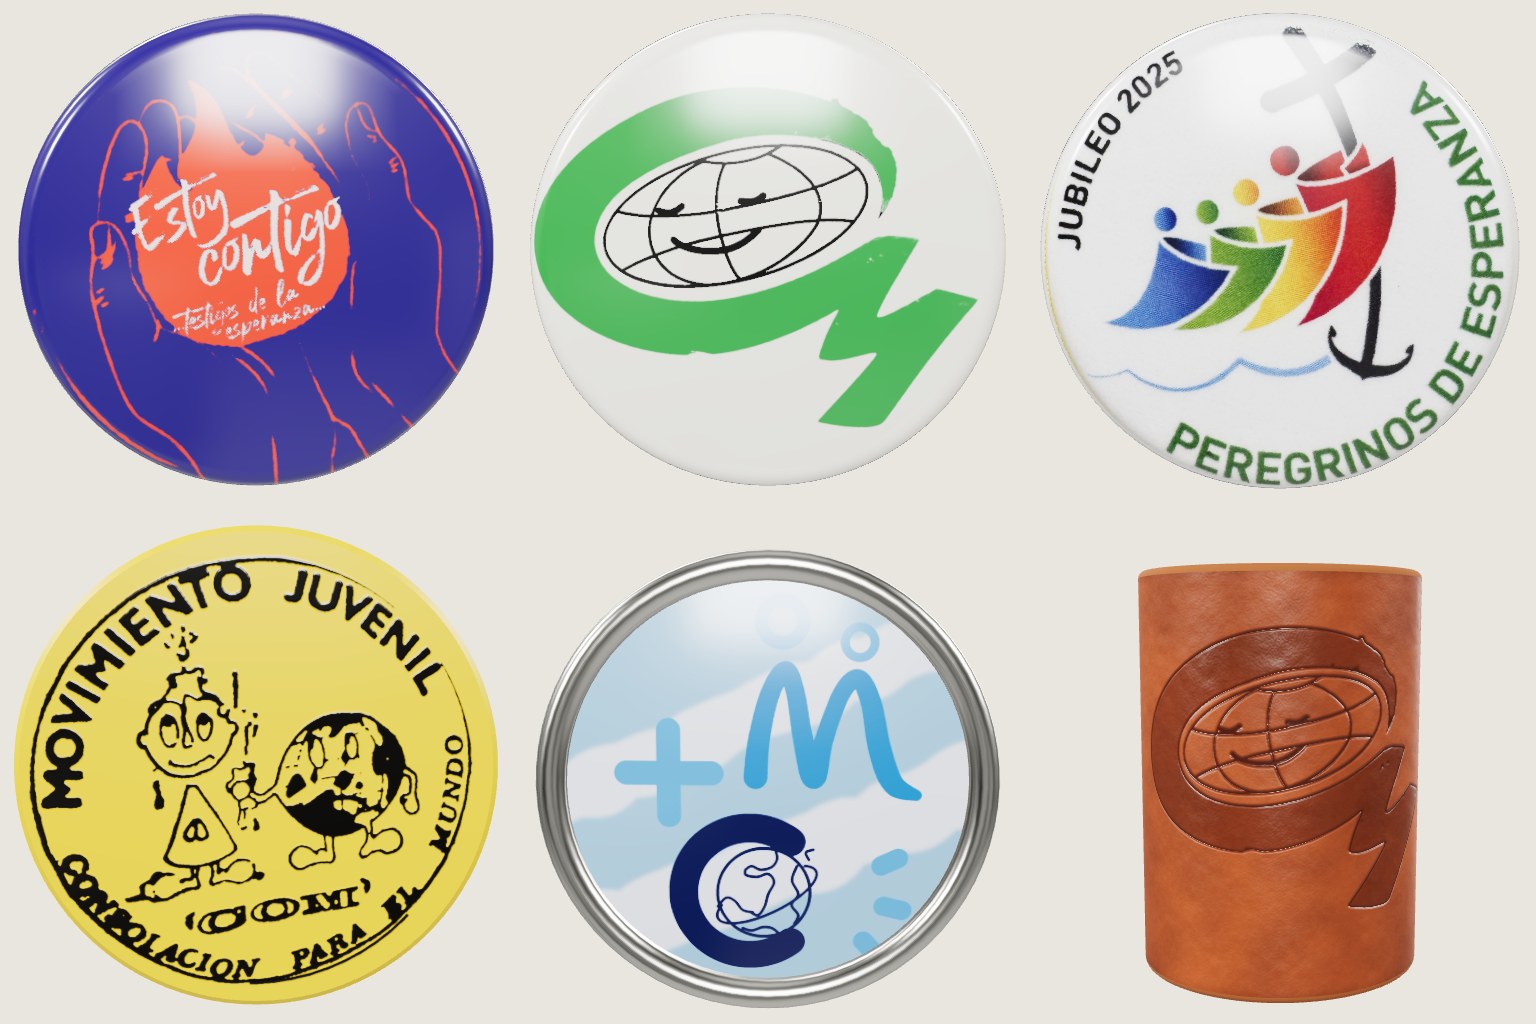 Estoy
contigo
...testigos de la
esperanza...
JUBILEO 2025
PEREGRINOS DE ESPERANZA
MOVIMIENTO JUVENIL
'COM'
CONSOLACION PARA EL MUNDO
+M
C